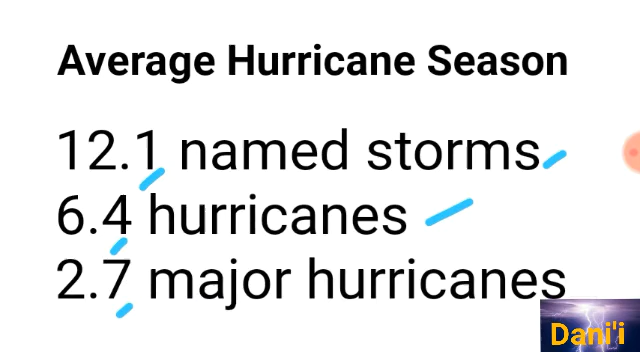 Average Hurricane Season
12.1 named storms
6.4 hurricanes
2.7 major hurricanes
Dani'i